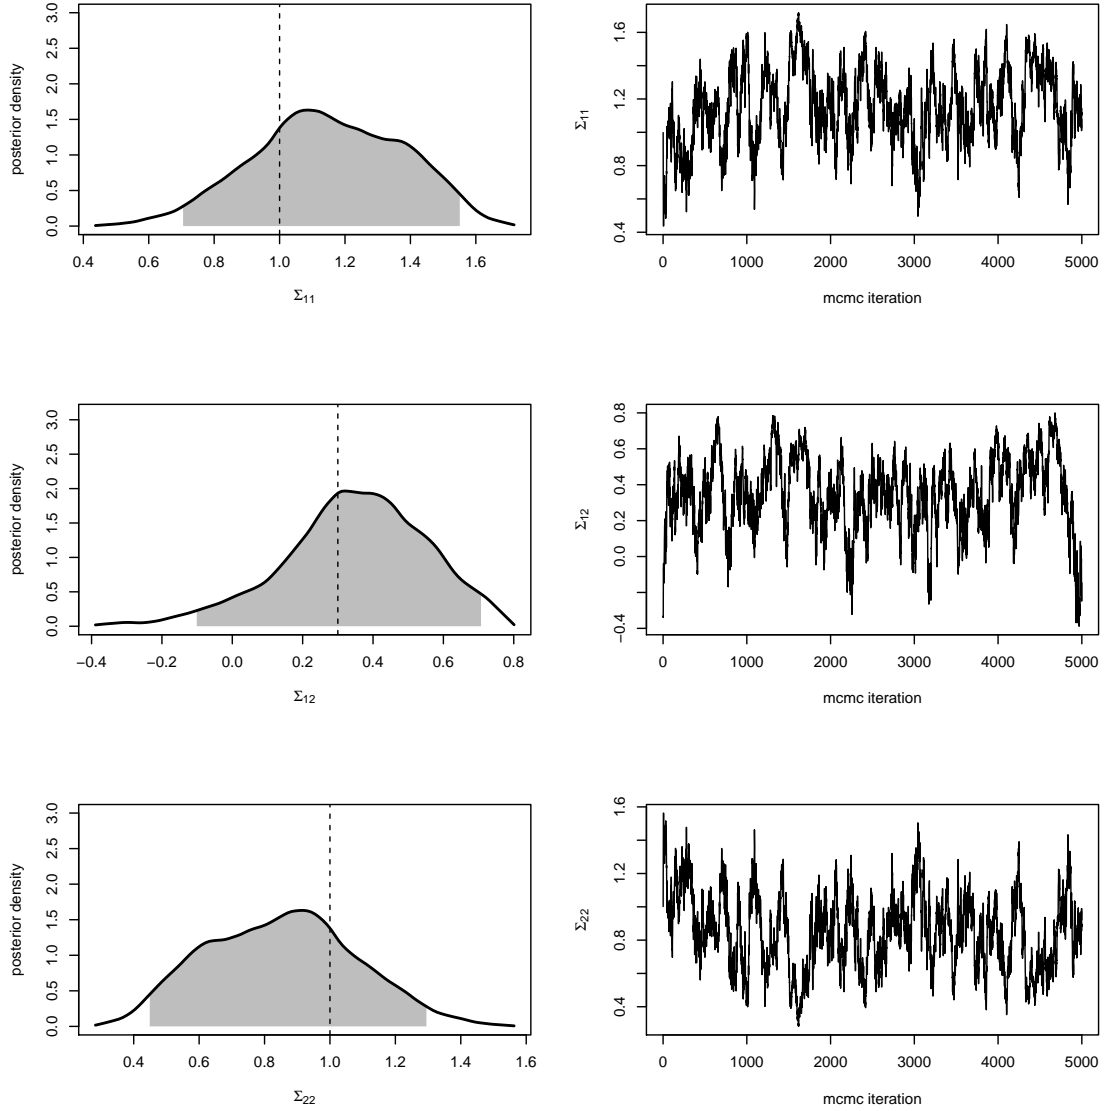 posterior density
0.0 0.5 1.0 1.5 2.0 2.5 3.0
0.4 0.6 0.8 1.0 1.2 1.4 1.6
Σ11
Σ11
0.4 0.8 1.2 1.6
0 1000 2000 3000 4000 5000
mcmc iteration
posterior density
0.0 0.5 1.0 1.5 2.0 2.5 3.0
−0.4 −0.2 0.0 0.2 0.4 0.6 0.8
Σ12
Σ12
−0.4 0.0 0.2 0.4 0.6 0.8
0 1000 2000 3000 4000 5000
mcmc iteration
posterior density
0.0 0.5 1.0 1.5 2.0 2.5 3.0
0.4 0.6 0.8 1.0 1.2 1.4 1.6
Σ22
Σ22
0.4 0.8 1.2 1.6
0 1000 2000 3000 4000 5000
mcmc iteration